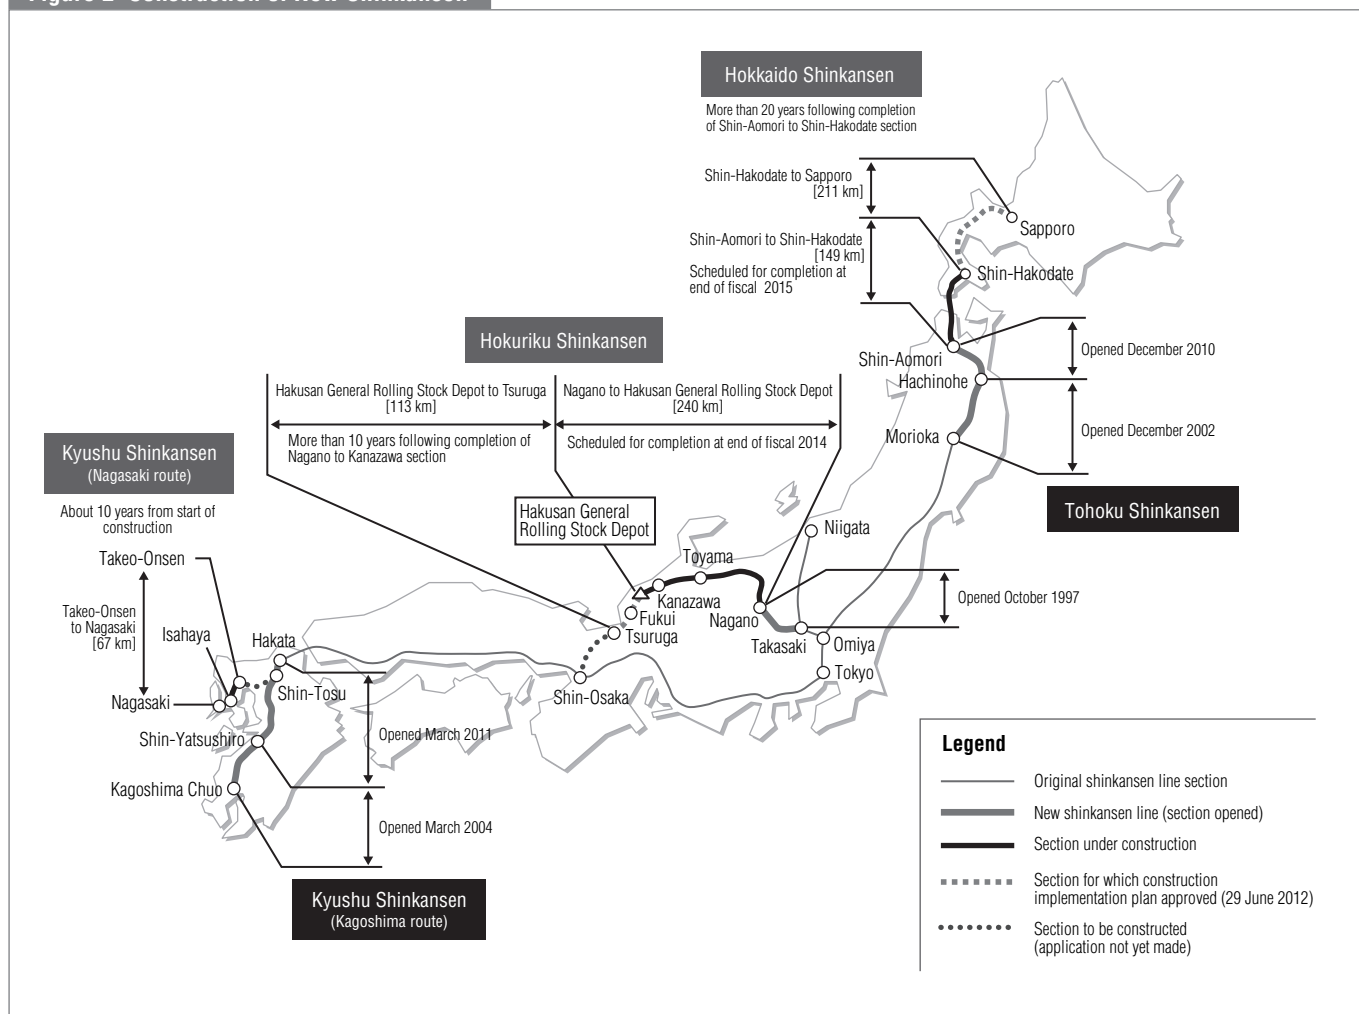 Figure 2 Construction of New Shinkansen
Hokkaido Shinkansen
More than 20 years following completion
of Shin-Aomori to Shin-Hakodate section
Shin-Hakodate to Sapporo
[211 km]
Sapporo
Shin-Aomori to Shin-Hakodate
[149 km]
Scheduled for completion at
end of fiscal 2015
Shin-Hakodate
Hokuriku Shinkansen
Shin-Aomori
Opened December 2010
Hachinohe
Hakusan General Rolling Stock Depot to Tsuruga
[113 km]
More than 10 years following completion of
Nagano to Kanazawa section
Nagano to Hakusan General Rolling Stock Depot
[240 km]
Scheduled for completion at end of fiscal 2014
Morioka
Opened December 2002
Tohoku Shinkansen
Kyushu Shinkansen
(Nagasaki route)
About 10 years from start of
construction
Takeo-Onsen
Takeo-Onsen
to Nagasaki
[67 km]
Isahaya
Nagasaki
Hakusan General
Rolling Stock Depot
Niigata
Toyama
Kanazawa
Fukui
Tsuruga
Nagano
Opened October 1997
Takasaki
Omiya
Tokyo
Hakata
Shin-Tosu
Shin-Osaka
Shin-Yatsushiro
Opened March 2011
Kagoshima Chuo
Opened March 2004
Kyushu Shinkansen
(Kagoshima route)
Legend
Original shinkansen line section
New shinkansen line (section opened)
Section under construction
Section for which construction
implementation plan approved (29 June 2012)
Section to be constructed
(application not yet made)